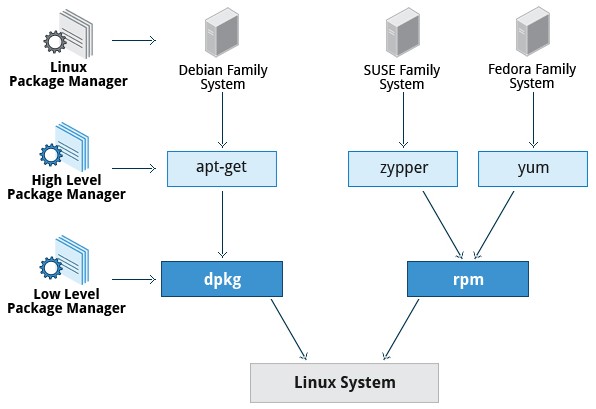 Linux
Package Manager
Debian Family
System
SUSE Family
System
Fedora Family
System
High Level
Package Manager
apt-get
zypper
yum
Low Level
Package Manager
dpkg
rpm
Linux System